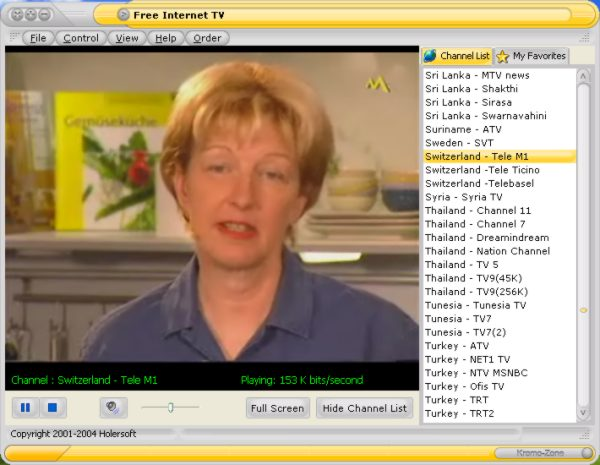 Free Internet TV
File Control View Help Order
Channel List My Favorites
Gemüseküche
Sri Lanka - MTV news
Sri Lanka - Shakthi
Sri Lanka - Sirasa
Sri Lanka - Swarnavahini
Suriname - ATV
Sweden - SVT
Switzerland - Tele M1
Switzerland -Tele Ticino
Switzerland -Telebasel
Syria - Syria TV
Thailand - Channel 11
Thailand - Channel 7
Thailand - Dreamindream
Thailand - Nation Channel
Thailand - TV 5
Thailand - TV9(45K)
Thailand - TV9(256K)
Tunesia - Tunesia TV
Tunesia - TV7
Tunesia - TV7(2)
Turkey - ATV
Turkey - NET1 TV
Turkey - NTV MSNBC
Turkey - Ofis TV
Turkey - TRT
Turkey - TRT2
Channel : Switzerland - Tele M1 Playing: 153 K bits/second
Full Screen Hide Channel List
Copyright 2001-2004 Holersoft
Kromo-Zone